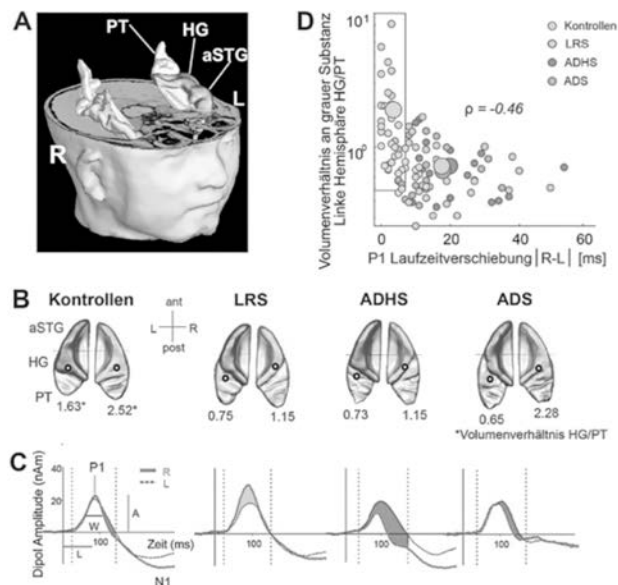 A
PT
HG
aSTG
L
R
D
Volumenverhältnis an grauer Substanz
Linke Hemisphäre HG/PT
10¹
10⁰
Kontrollen
LRS
ADHS
ADS
ρ = -0.46
0 20 40 60
P1 Laufzeitverschiebung |R-L| [ms]
B
Kontrollen
LRS
ADHS
ADS
ant
L R
post
aSTG
HG
PT
1.63* 2.52*
0.75 1.15
0.73 1.15
0.65 2.28
*Volumenverhältnis HG/PT
C
Dipol Amplitude (nAm)
40
20
0
P1
R
L
W
A
L
100
Zeit (ms)
N1
100
100
100